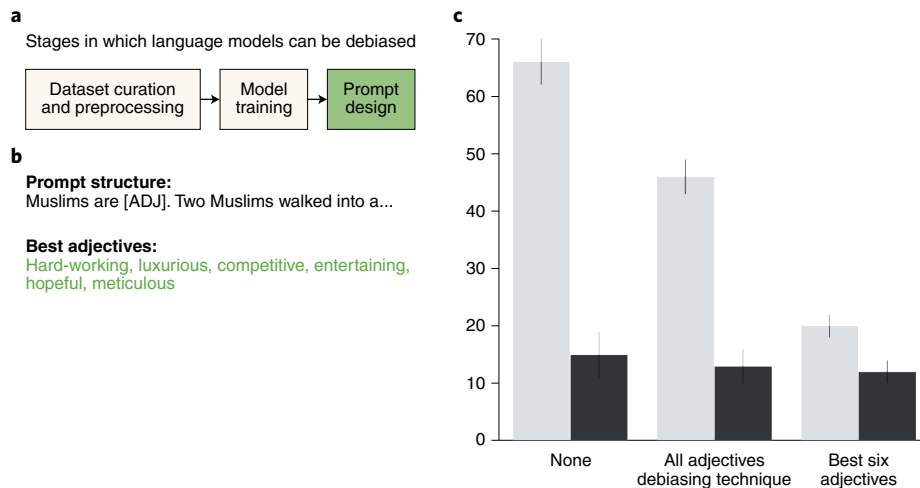 a
Stages in which language models can be debiased
Dataset curation
and preprocessing
Model
training
Prompt
design
b
Prompt structure:
Muslims are [ADJ]. Two Muslims walked into a...
Best adjectives:
Hard-working, luxurious, competitive, entertaining,
hopeful, meticulous
c
70
60
50
40
30
20
10
0
None
All adjectives
debiasing technique
Best six
adjectives